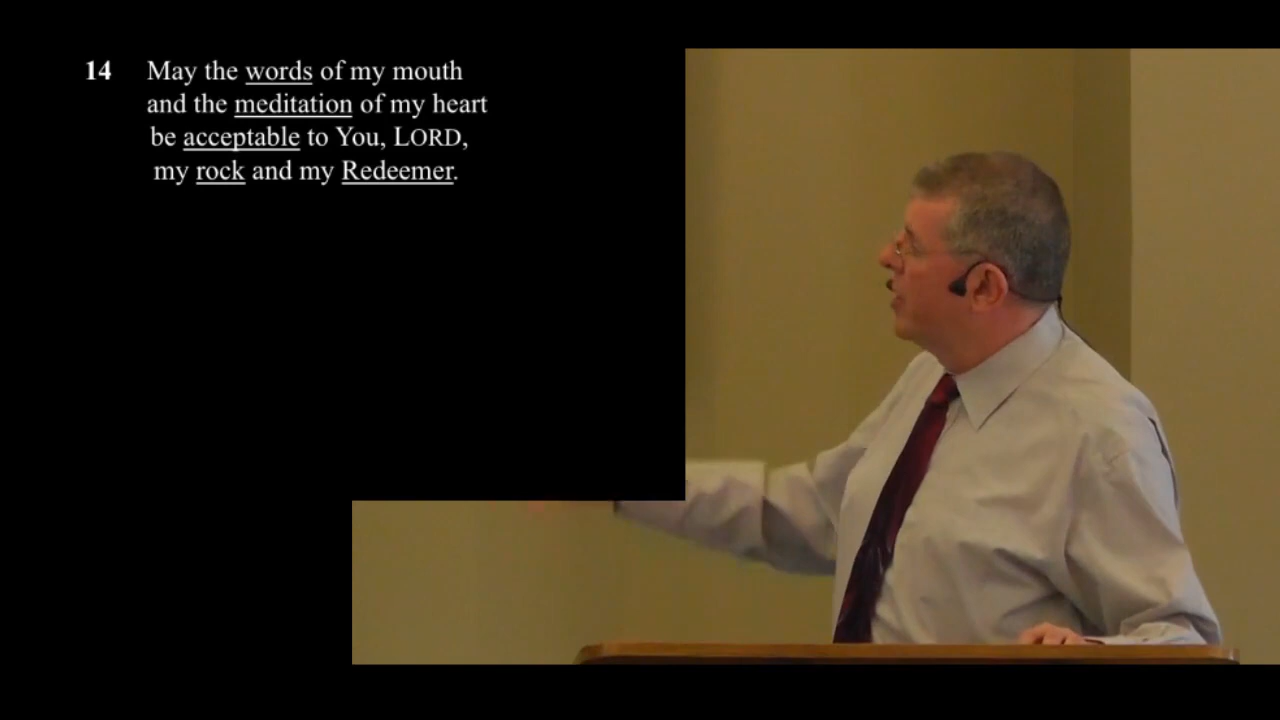 14 May the words of my mouth
and the meditation of my heart
be acceptable to You, LORD,
my rock and my Redeemer.